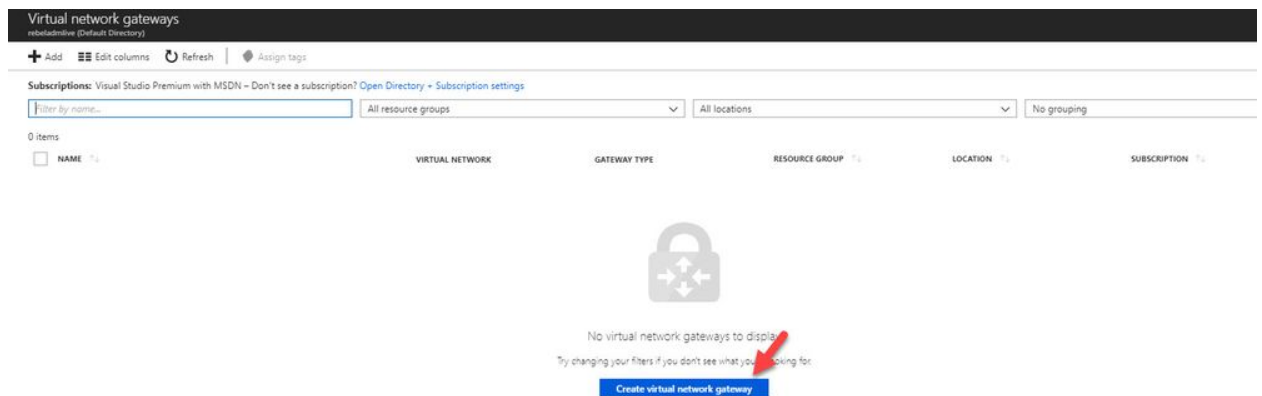 Virtual network gateways
rebeladmlive (Default Directory)
Add Edit columns Refresh Assign tags
Subscriptions: Visual Studio Premium with MSDN – Don't see a subscription? Open Directory + Subscription settings
Filter by name... All resource groups All locations No grouping
0 items
NAME VIRTUAL NETWORK GATEWAY TYPE RESOURCE GROUP LOCATION SUBSCRIPTION
No virtual network gateways to display
Try changing your filters if you don't see what you looking for.
Create virtual network gateway